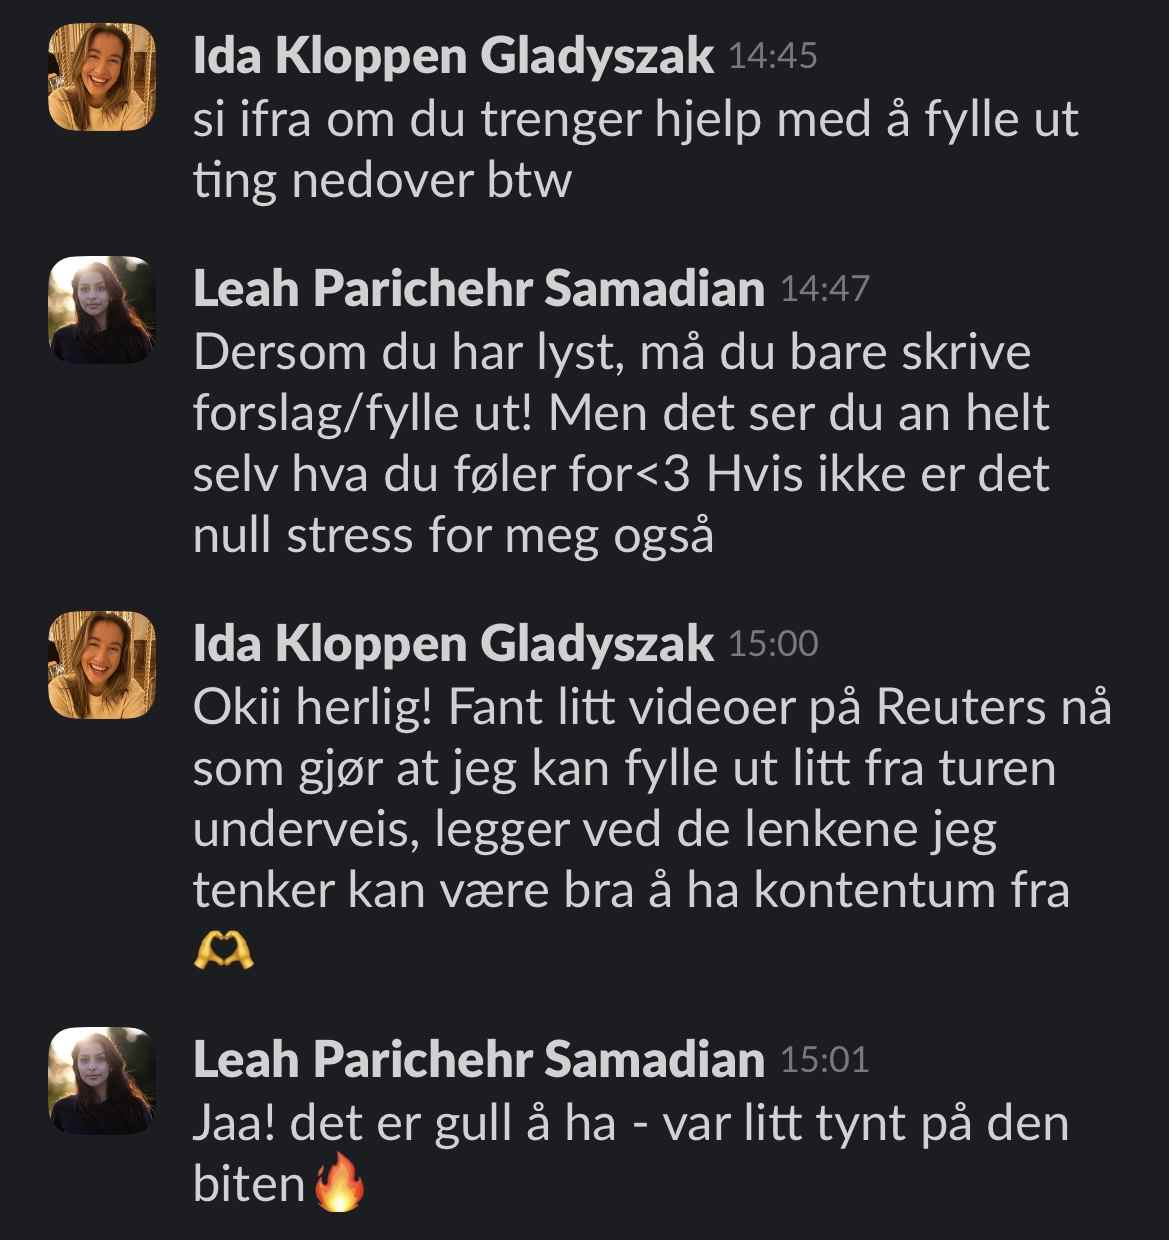 Ida Kloppen Gladyszak 14:45
si ifra om du trenger hjelp med å fylle ut
ting nedover btw
Leah Parichehr Samadian 14:47
Dersom du har lyst, må du bare skrive
forslag/fylle ut! Men det ser du an helt
selv hva du føler for<3 Hvis ikke er det
null stress for meg også
Ida Kloppen Gladyszak 15:00
Okii herlig! Fant litt videoer på Reuters nå
som gjør at jeg kan fylle ut litt fra turen
underveis, legger ved de lenkene jeg
tenker kan være bra å ha kontentum fra
🫶
Leah Parichehr Samadian 15:01
Jaa! det er gull å ha - var litt tynt på den
biten🔥